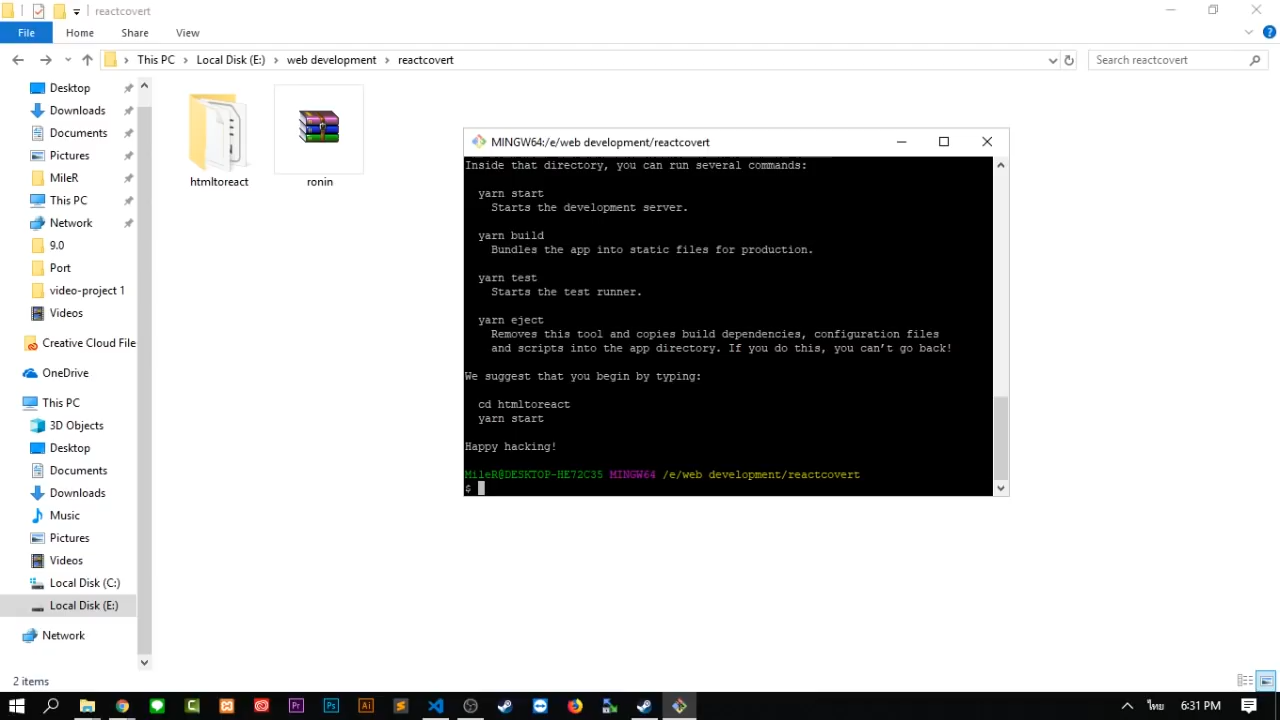 reactcovert
File
Home
Share
View
This PC
Local Disk (E:)
web development
reactcovert
Search reactcovert
Desktop
Downloads
Documents
Pictures
MileR
This PC
Network
9.0
Port
video-project 1
Videos
Creative Cloud File
OneDrive
This PC
3D Objects
Desktop
Documents
Downloads
Music
Pictures
Videos
Local Disk (C:)
Local Disk (E:)
Network
htmltoreact
ronin
MINGW64:/e/web development/reactcovert
Inside that directory, you can run several commands:
yarn start
Starts the development server.
yarn build
Bundles the app into static files for production.
yarn test
Starts the test runner.
yarn eject
Removes this tool and copies build dependencies, configuration files
and scripts into the app directory. If you do this, you can’t go back!
We suggest that you begin by typing:
cd htmltoreact
yarn start
Happy hacking!
MileR@DESKTOP-HE72C35 MINGW64 /e/web development/reactcovert
$
2 items
Pr
Ps
Ai
ไทย
6:31 PM